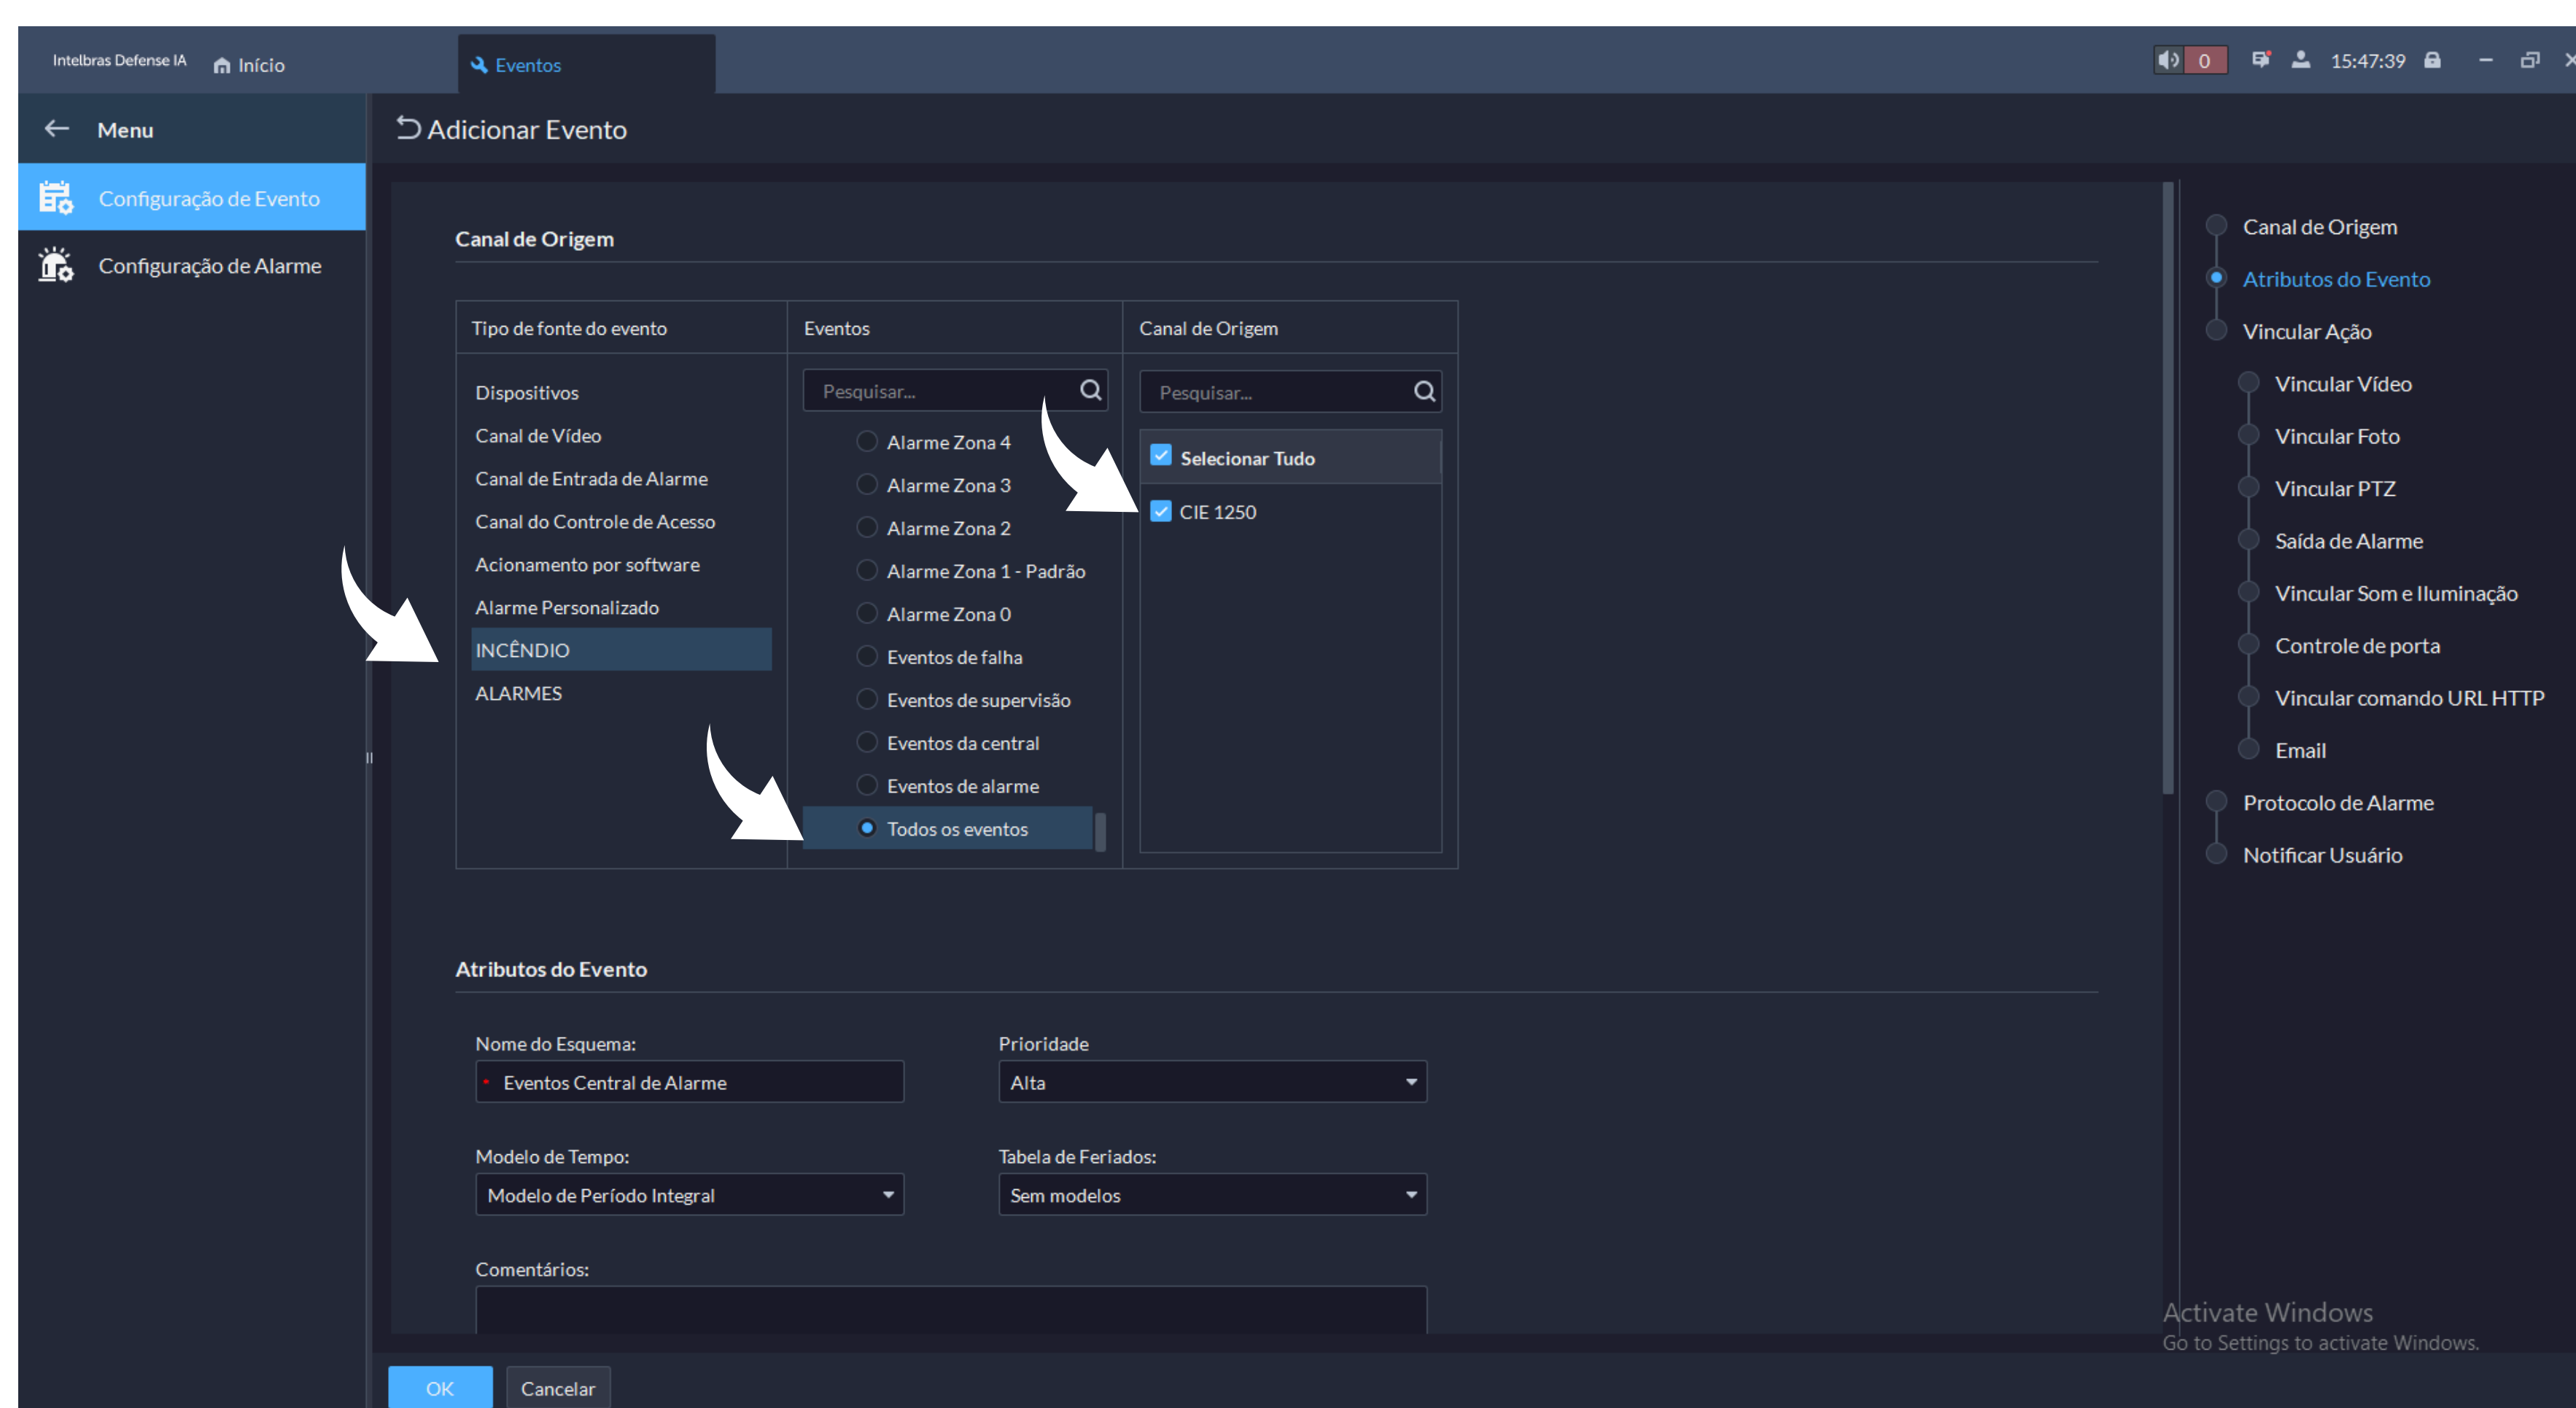 Intelbras Defense IA
Início
Eventos
0
15:47:39
Menu
Adicionar Evento
Configuração de Evento
Configuração de Alarme
Canal de Origem
Tipo de fonte do evento
Eventos
Canal de Origem
Dispositivos
Canal de Vídeo
Canal de Entrada de Alarme
Canal do Controle de Acesso
Acionamento por software
Alarme Personalizado
INCÊNDIO
ALARMES
Pesquisar...
Alarme Zona 4
Alarme Zona 3
Alarme Zona 2
Alarme Zona 1 - Padrão
Alarme Zona 0
Eventos de falha
Eventos de supervisão
Eventos da central
Eventos de alarme
Todos os eventos
Pesquisar...
Selecionar Tudo
CIE 1250
Atributos do Evento
Nome do Esquema:
* Eventos Central de Alarme
Prioridade
Alta
Modelo de Tempo:
Modelo de Período Integral
Tabela de Feriados:
Sem modelos
Comentários:
OK
Cancelar
Canal de Origem
Atributos do Evento
Vincular Ação
Vincular Vídeo
Vincular Foto
Vincular PTZ
Saída de Alarme
Vincular Som e Iluminação
Controle de porta
Vincular comando URL HTTP
Email
Protocolo de Alarme
Notificar Usuário
Activate Windows
Go to Settings to activate Windows.